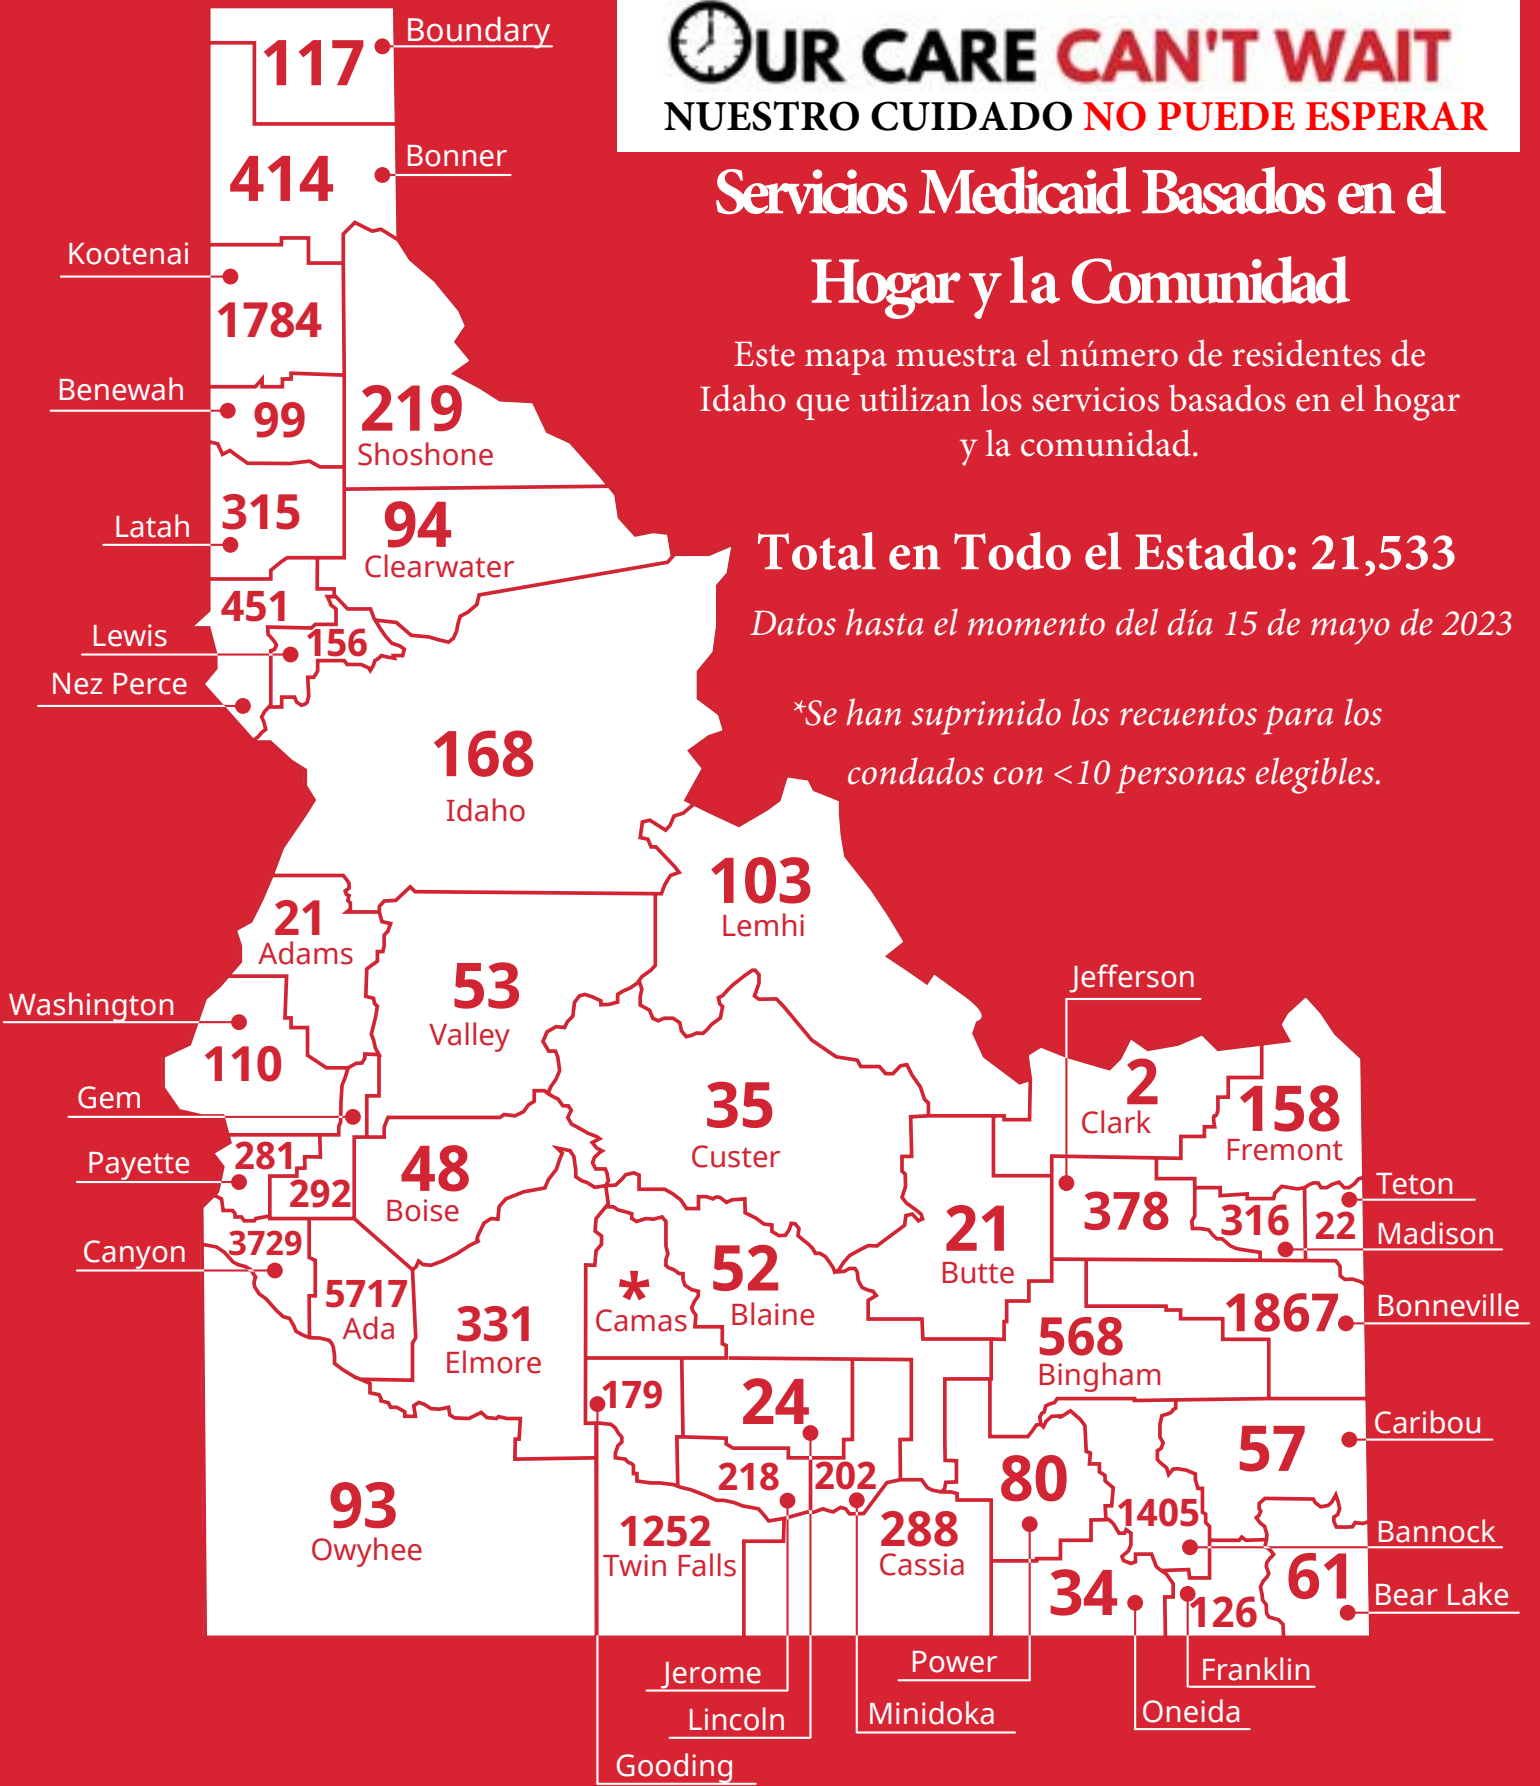 OUR CARE CAN'T WAIT
NUESTRO CUIDADO NO PUEDE ESPERAR
Servicios Medicaid Basados en el
Hogar y la Comunidad
Este mapa muestra el número de residentes de
Idaho que utilizan los servicios basados en el hogar
y la comunidad.
Total en Todo el Estado: 21,533
Datos hasta el momento del día 15 de mayo de 2023
*Se han suprimido los recuentos para los
condados con <10 personas elegibles.
Boundary
117
Bonner
414
Kootenai
1784
Benewah
99
219
Shoshone
Latah
315
94
Clearwater
451
Lewis
156
Nez Perce
168
Idaho
103
Lemhi
21
Adams
53
Valley
Washington
110
Gem
35
Custer
Jefferson
2
Clark
158
Fremont
Payette
281
292
48
Boise
Canyon
3729
5717
Ada
331
Elmore
*
Camas
52
Blaine
21
Butte
378
316
22
Teton
Madison
1867
Bonneville
568
Bingham
179
24
218
202
93
Owyhee
1252
Twin Falls
288
Cassia
80
1405
57
Caribou
Bannock
34
126
61
Bear Lake
Jerome
Lincoln
Gooding
Power
Minidoka
Franklin
Oneida